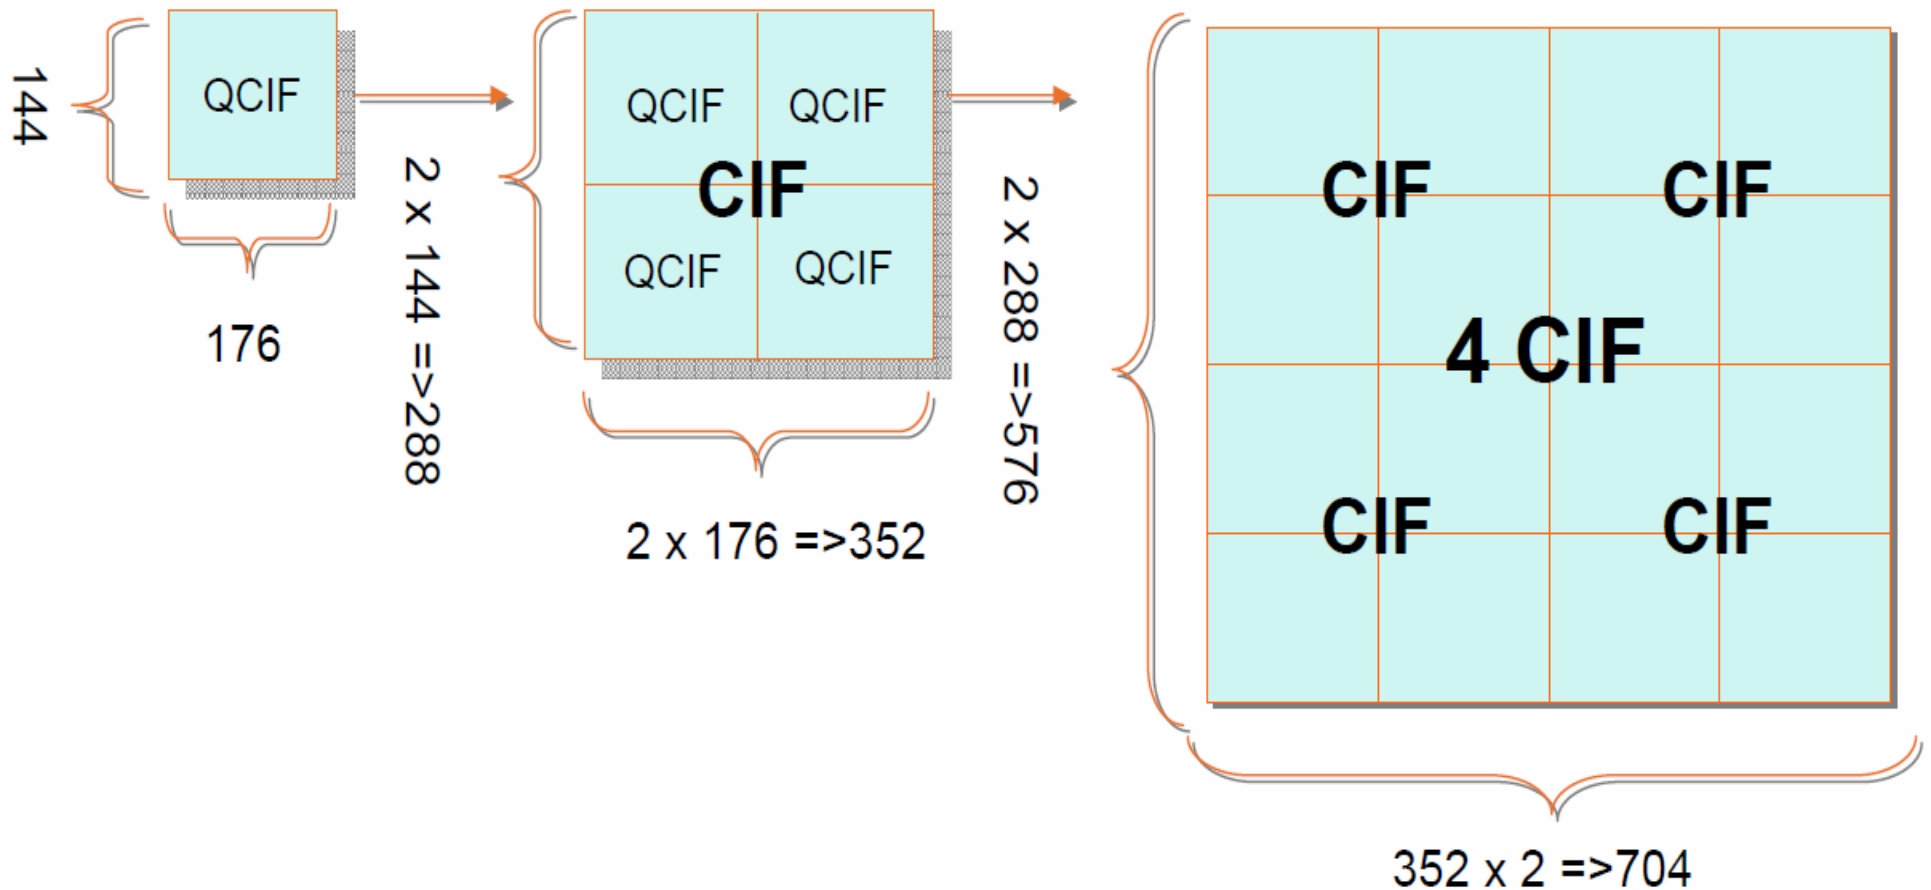 144
QCIF
176
2 x 144 =>288
QCIF QCIF
CIF
QCIF QCIF
2 x 176 =>352
2 x 288 =>576
CIF CIF
4 CIF
CIF CIF
352 x 2 =>704